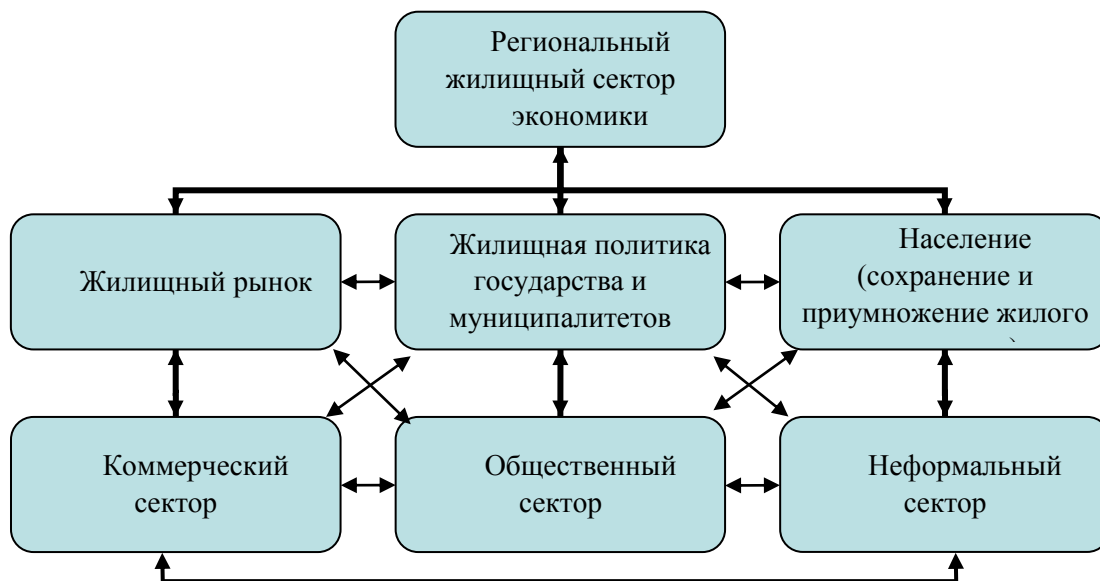 Региональный
жилищный сектор
экономики
Жилищный рынок
Жилищная политика
государства и
муниципалитетов
Население
(сохранение и
приумножение жилого
Коммерческий
сектор
Общественный
сектор
Неформальный
сектор